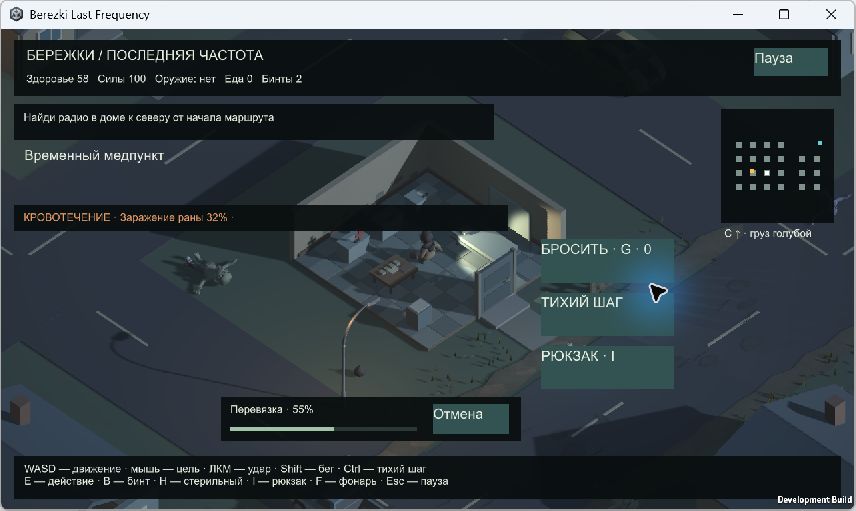 Berezki Last Frequency
БЕРЕЖКИ / ПОСЛЕДНЯЯ ЧАСТОТА
Здоровье 58 Силы 100 Оружие: нет Еда 0 Бинты 2
Пауза
Найди радио в доме к северу от начала маршрута
Временный медпункт
КРОВОТЕЧЕНИЕ · Заражение раны 32% ·
С ↑ · груз голубой
БРОСИТЬ · G · 0
ТИХИЙ ШАГ
РЮКЗАК · I
Перевязка · 55%
Отмена
WASD — движение · мышь — цель · ЛКМ — удар · Shift — бег · Ctrl — тихий шаг
E — действие · B — бинт · H — стерильный · I — рюкзак · F — фонарь · Esc — пауза
Development Build